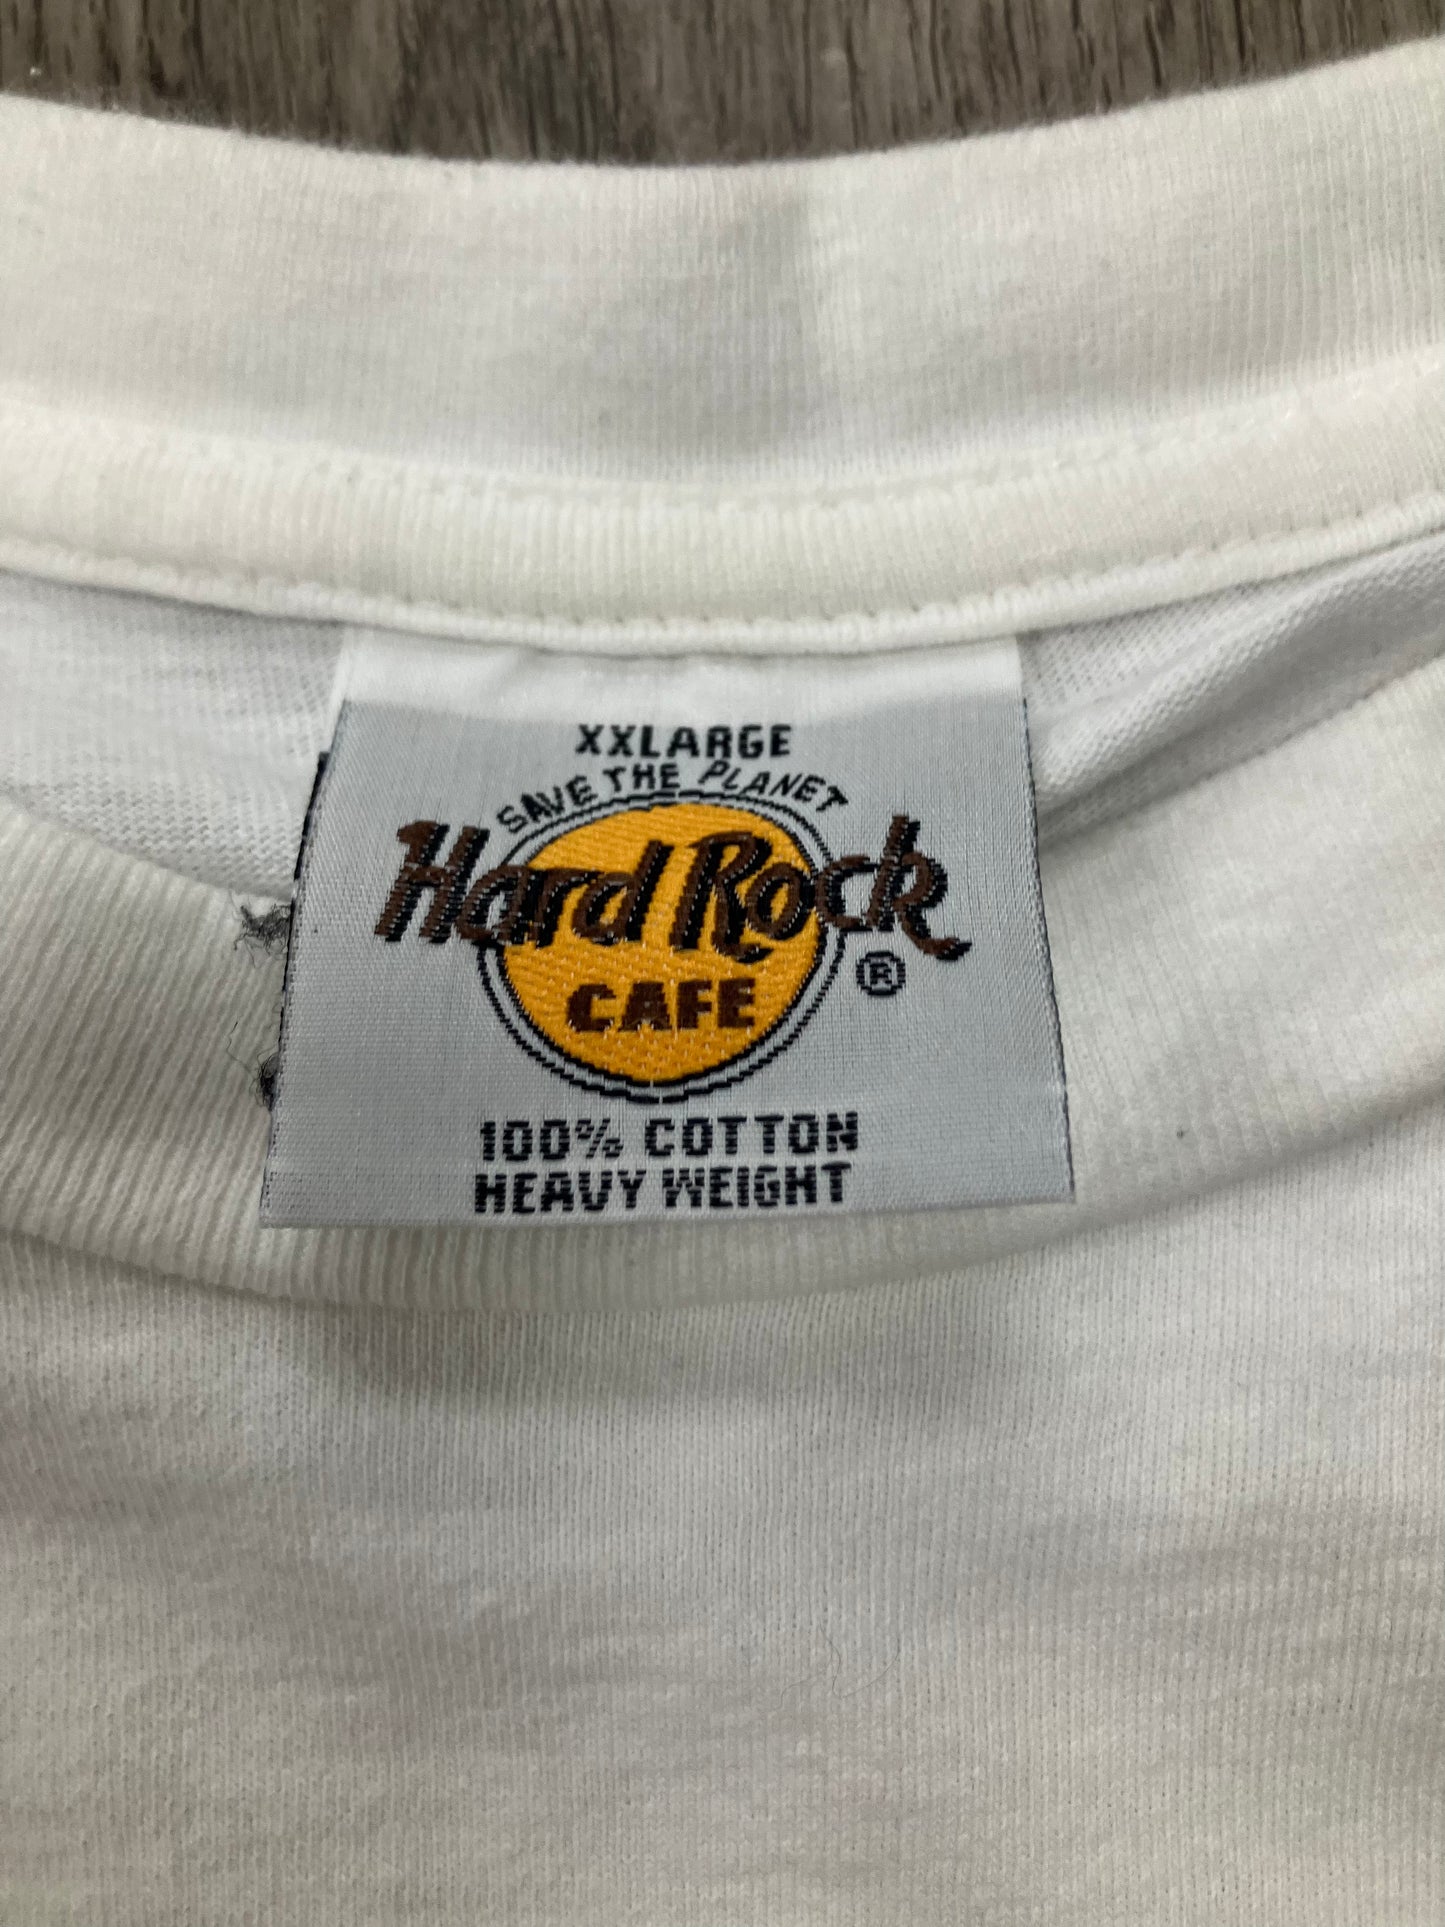 XXLARGE
SAVE THE PLANET
Hard Rock
CAFE
®
100% COTTON
HEAVY WEIGHT